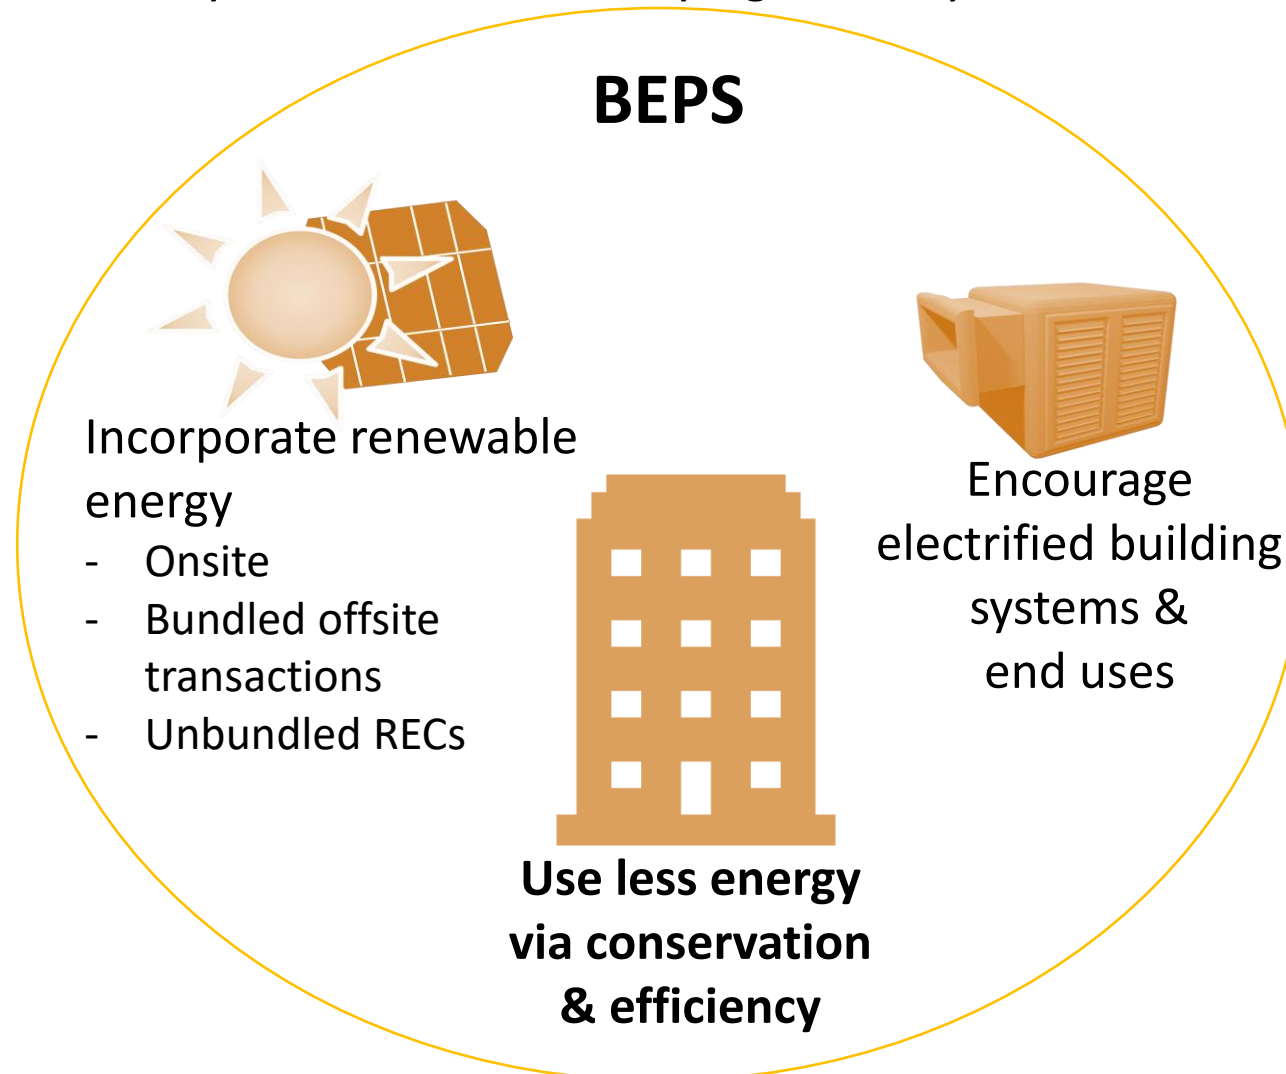 BEPS
Incorporate renewable
energy
- Onsite
- Bundled offsite
transactions
- Unbundled RECs
Encourage
electrified building
systems &
end uses
Use less energy
via conservation
& efficiency